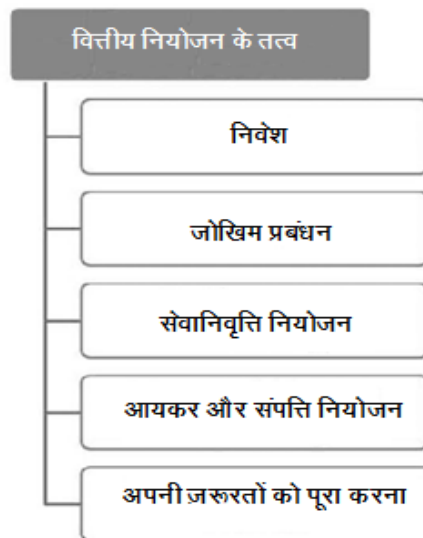 वित्तीय नियोजन के तत्व
निवेश
जोखिम प्रबंधन
सेवानिवृत्ति नियोजन
आयकर और संपत्ति नियोजन
अपनी ज़रूरतों को पूरा करना